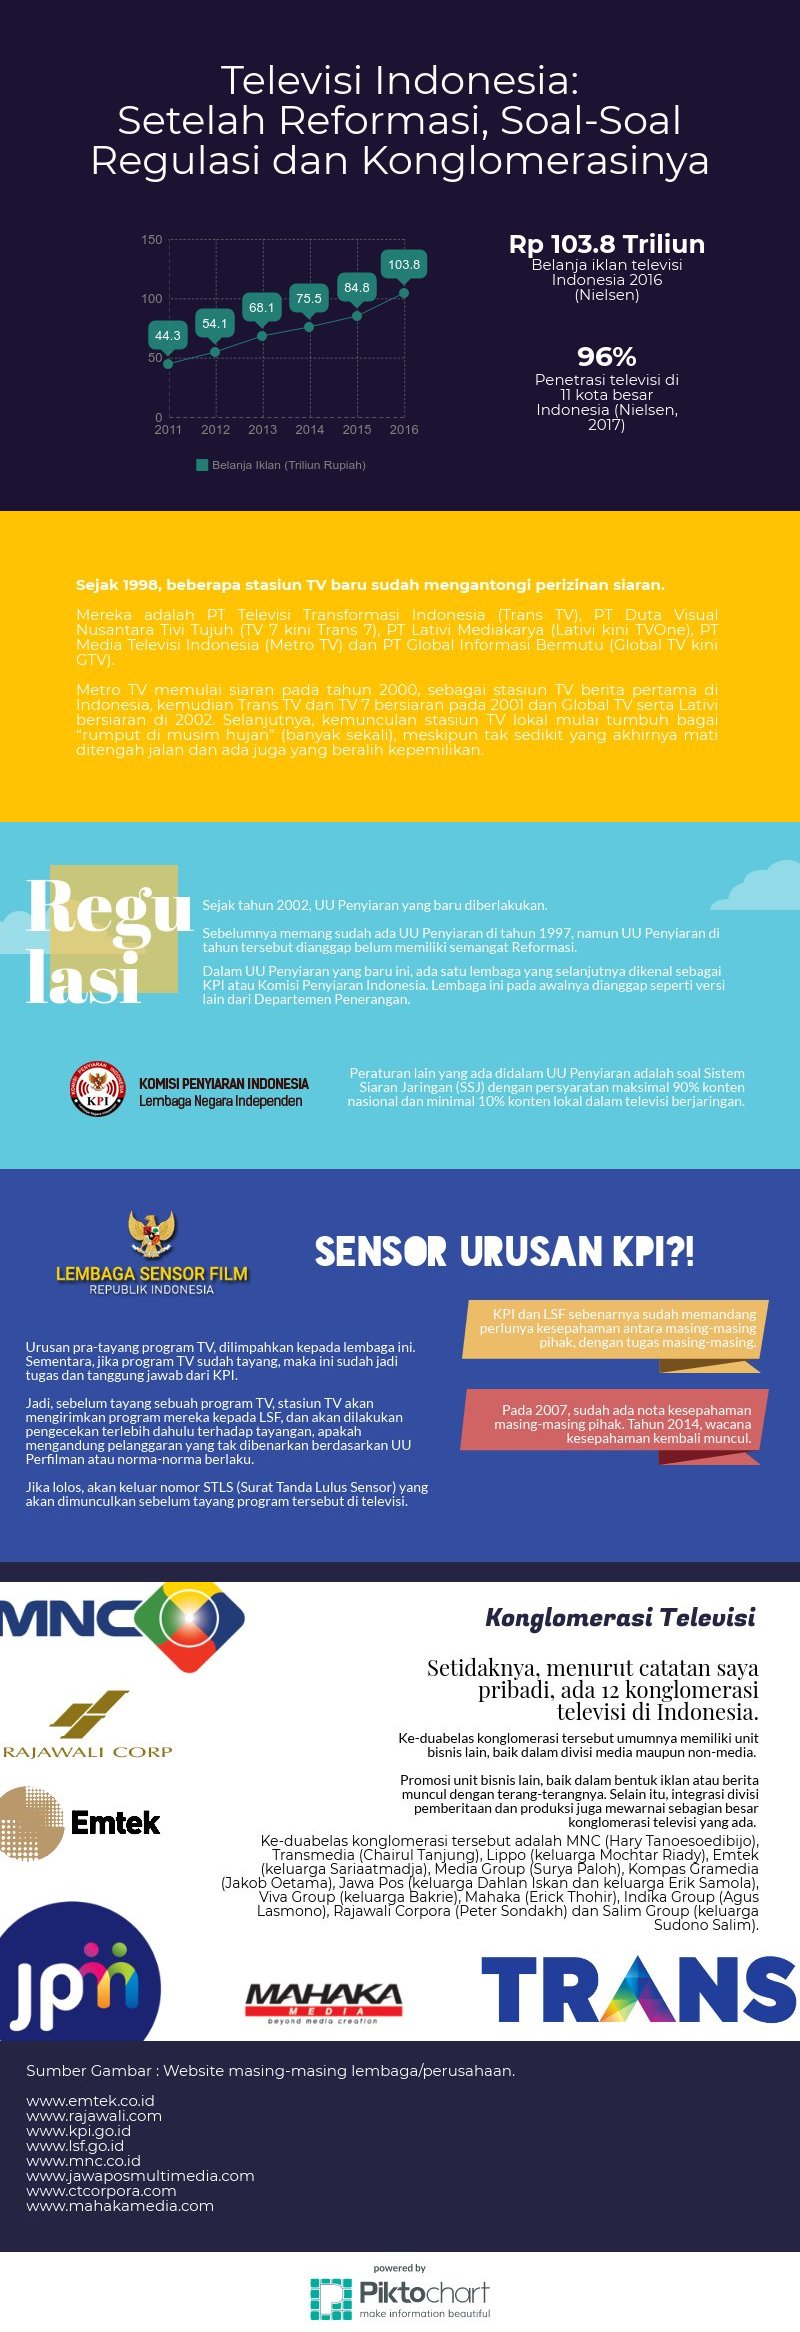 Televisi Indonesia:
Setelah Reformasi, Soal-Soal
Regulasi dan Konglomerasinya
150
100
50
0
44.3
54.1
68.1
75.5
84.8
103.8
2011 2012 2013 2014 2015 2016
Belanja Iklan (Triliun Rupiah)
Rp 103.8 Triliun
Belanja iklan televisi
Indonesia 2016
(Nielsen)
96%
Penetrasi televisi di
11 kota besar
Indonesia (Nielsen,
2017)
Sejak 1998, beberapa stasiun TV baru sudah mengantongi perizinan siaran.
Mereka adalah PT Televisi Transformasi Indonesia (Trans TV), PT Duta Visual
Nusantara Tivi Tujuh (TV 7 kini Trans 7), PT Lativi Mediakarya (Lativi kini TVOne), PT
Media Televisi Indonesia (Metro TV) dan PT Global Informasi Bermutu (Global TV kini
GTV).
Metro TV memulai siaran pada tahun 2000, sebagai stasiun TV berita pertama di
Indonesia, kemudian Trans TV dan TV 7 bersiaran pada 2001 dan Global TV serta Lativi
bersiaran di 2002. Selanjutnya, kemunculan stasiun TV lokal mulai tumbuh bagai
“rumput di musim hujan” (banyak sekali), meskipun tak sedikit yang akhirnya mati
ditengah jalan dan ada juga yang beralih kepemilikan.
Regu
lasi
Sejak tahun 2002, UU Penyiaran yang baru diberlakukan.
Sebelumnya memang sudah ada UU Penyiaran di tahun 1997, namun UU Penyiaran di
tahun tersebut dianggap belum memiliki semangat Reformasi.
Dalam UU Penyiaran yang baru ini, ada satu lembaga yang selanjutnya dikenal sebagai
KPI atau Komisi Penyiaran Indonesia. Lembaga ini pada awalnya dianggap seperti versi
lain dari Departemen Penerangan.
KPI
KOMISI PENYIARAN INDONESIA
Lembaga Negara Independen
Peraturan lain yang ada didalam UU Penyiaran adalah soal Sistem
Siaran Jaringan (SSJ) dengan persyaratan maksimal 90% konten
nasional dan minimal 10% konten lokal dalam televisi berjaringan.
LEMBAGA SENSOR FILM
REPUBLIK INDONESIA
SENSOR URUSAN KPI?!
Urusan pra-tayang program TV, dilimpahkan kepada lembaga ini.
Sementara, jika program TV sudah tayang, maka ini sudah jadi
tugas dan tanggung jawab dari KPI.
Jadi, sebelum tayang sebuah program TV, stasiun TV akan
mengirimkan program mereka kepada LSF, dan akan dilakukan
pengecekan terlebih dahulu terhadap tayangan, apakah
mengandung pelanggaran yang tak dibenarkan berdasarkan UU
Perfilman atau norma-norma berlaku.
Jika lolos, akan keluar nomor STLS (Surat Tanda Lulus Sensor) yang
akan dimunculkan sebelum tayang program tersebut di televisi.
KPI dan LSF sebenarnya sudah memandang
perlunya kesepahaman antara masing-masing
pihak, dengan tugas masing-masing.
Pada 2007, sudah ada nota kesepahaman
masing-masing pihak. Tahun 2014, wacana
kesepahaman kembali muncul.
MNC
RAJAWALI CORP
Emtek
Konglomerasi Televisi
Setidaknya, menurut catatan saya
pribadi, ada 12 konglomerasi
televisi di Indonesia.
Ke-duabelas konglomerasi tersebut umumnya memiliki unit
bisnis lain, baik dalam divisi media maupun non-media.
Promosi unit bisnis lain, baik dalam bentuk iklan atau berita
muncul dengan terang-terangnya. Selain itu, integrasi divisi
pemberitaan dan produksi juga mewarnai sebagian besar
konglomerasi televisi yang ada.
Ke-duabelas konglomerasi tersebut adalah MNC (Hary Tanoesoedibijo),
Transmedia (Chairul Tanjung), Lippo (keluarga Mochtar Riady), Emtek
(keluarga Sariaatmadja), Media Group (Surya Paloh), Kompas Gramedia
(Jakob Oetama), Jawa Pos (keluarga Dahlan Iskan dan keluarga Erik Samola),
Viva Group (keluarga Bakrie), Mahaka (Erick Thohir), Indika Group (Agus
Lasmono), Rajawali Corpora (Peter Sondakh) dan Salim Group (keluarga
Sudono Salim).
jpm
MAHAKA
MEDIA
beyond media creation
TRANS
Sumber Gambar : Website masing-masing lembaga/perusahaan.
www.emtek.co.id
www.rajawali.com
www.kpi.go.id
www.lsf.go.id
www.mnc.co.id
www.jawaposmultimedia.com
www.ctcorpora.com
www.mahakamedia.com
powered by
Piktochart
make information beautiful